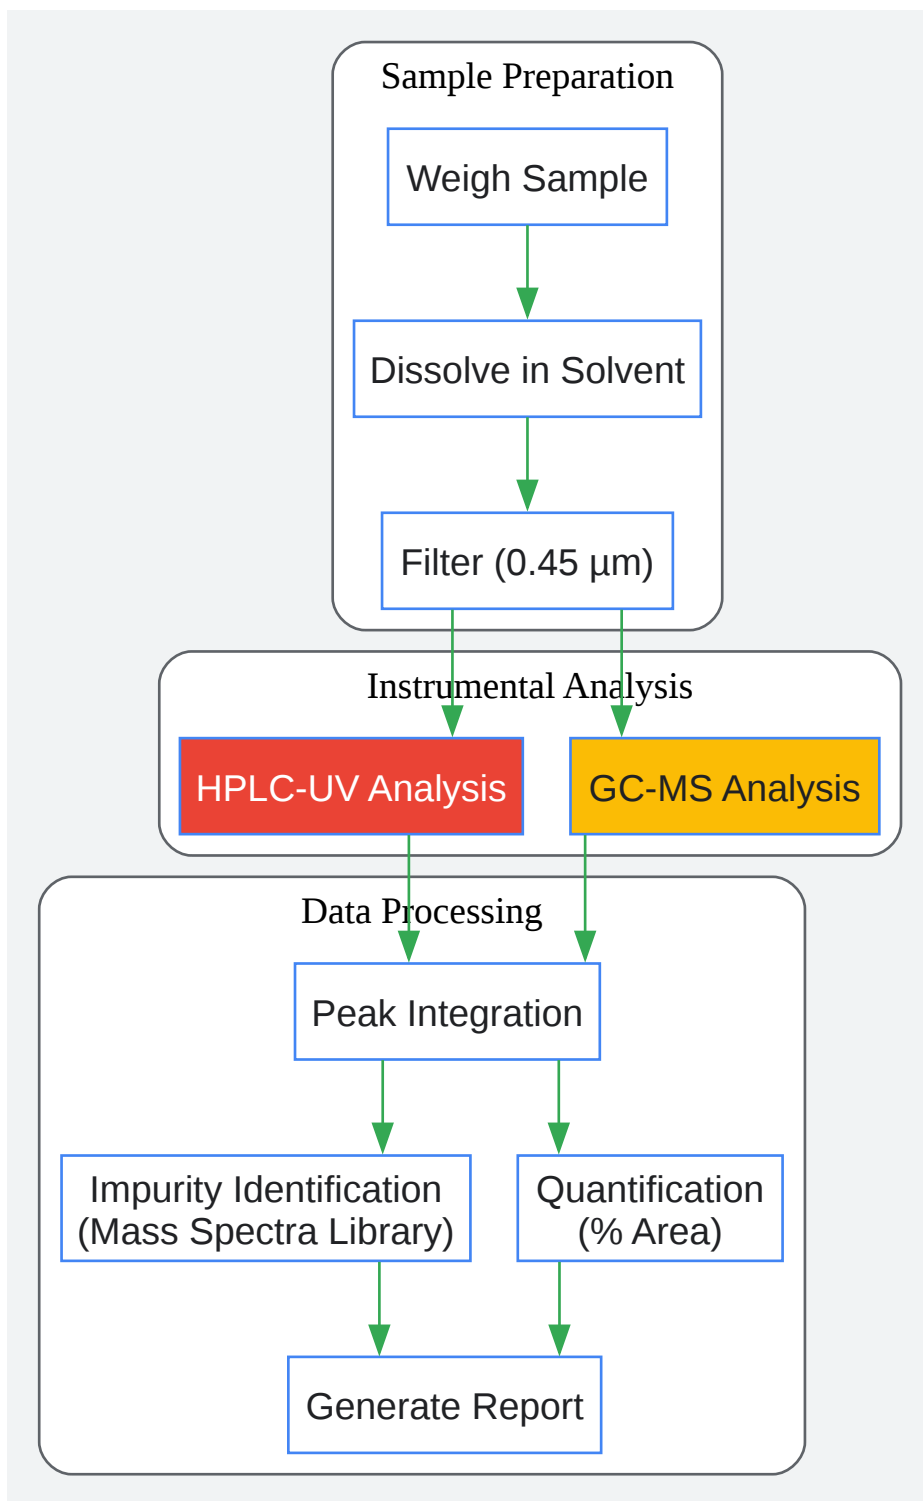 Sample Preparation
Weigh Sample
Dissolve in Solvent
Filter (0.45 µm)
Instrumental Analysis
HPLC-UV Analysis
GC-MS Analysis
Data Processing
Peak Integration
Impurity Identification
(Mass Spectra Library)
Quantification
(% Area)
Generate Report